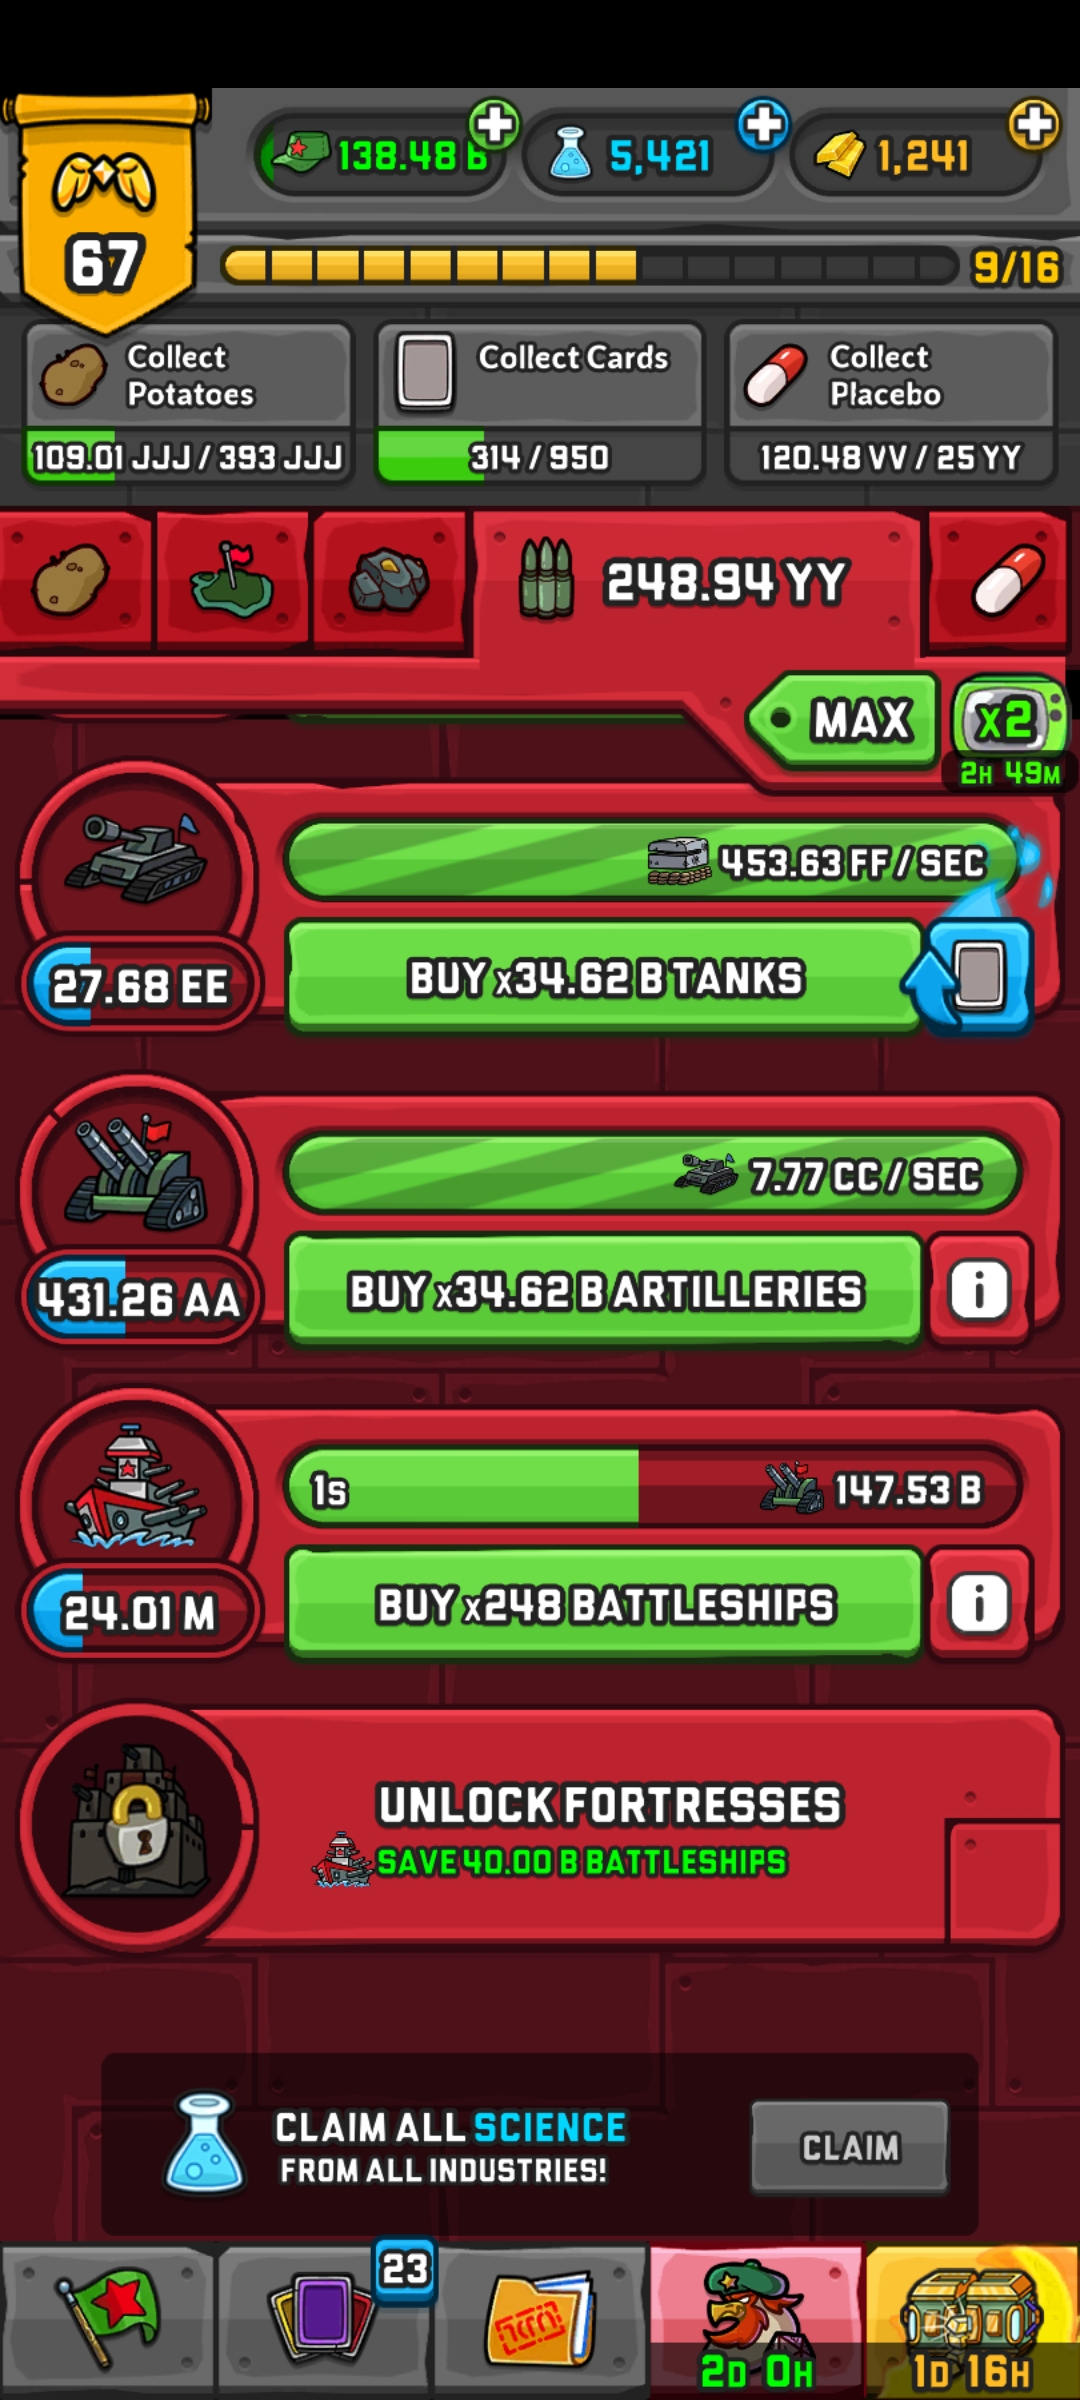 138.48 B
5,421
1,241
67
9/16
Collect
Potatoes
109.01 JJJ / 393 JJJ
Collect Cards
314 / 950
Collect
Placebo
120.48 VV / 25 YY
248.94 YY
MAX
x2
2H 49M
453.63 FF / SEC
27.68 EE
BUY x34.62 B TANKS
7.77 CC / SEC
431.26 AA
BUY x34.62 B ARTILLERIES
i
1s
147.53 B
24.01 M
BUY x248 BATTLESHIPS
i
UNLOCK FORTRESSES
SAVE 40.00 B BATTLESHIPS
CLAIM ALL SCIENCE
FROM ALL INDUSTRIES!
CLAIM
23
2D 0H
1D 16H